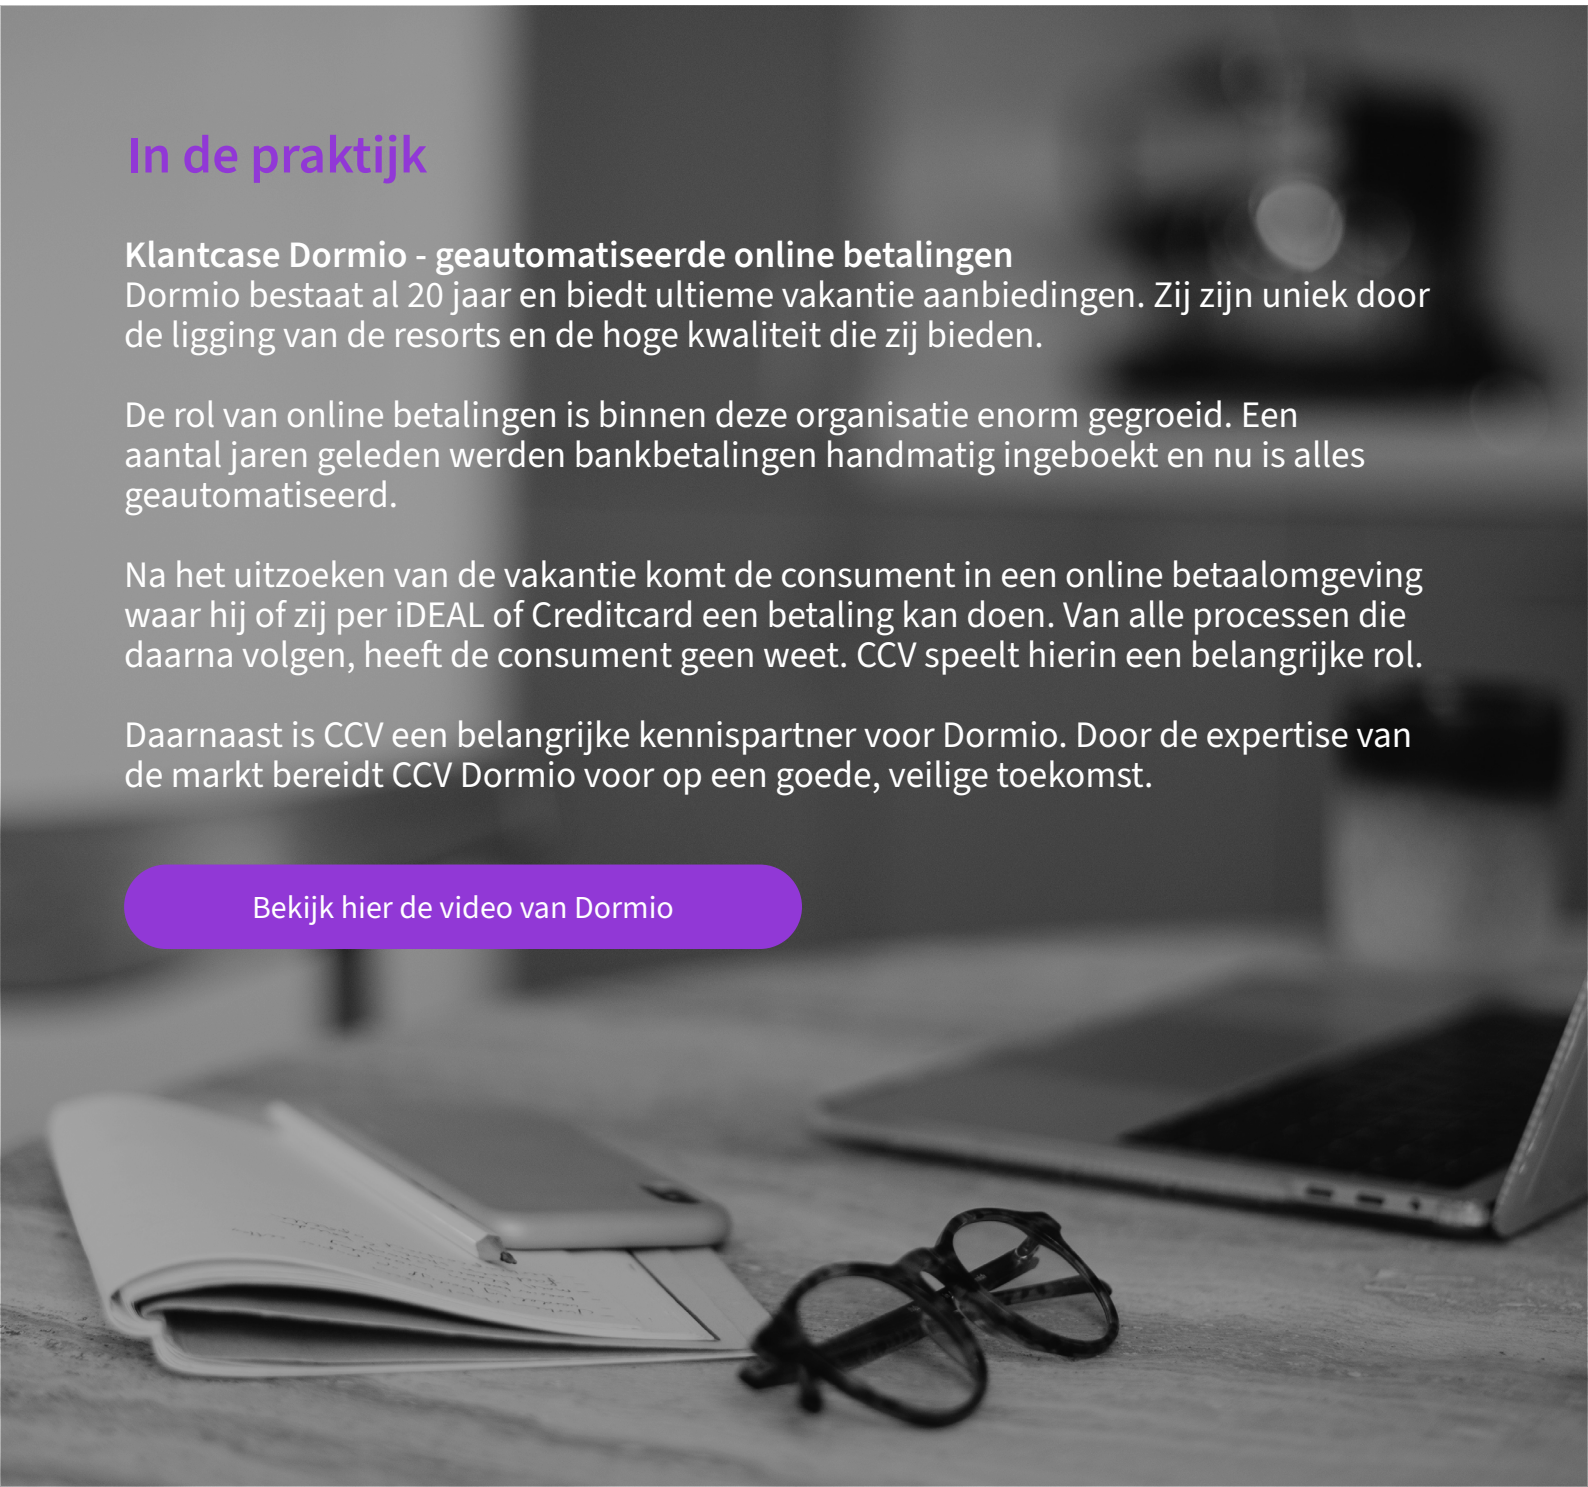 In de praktijk
Klantcase Dormio - geautomatiseerde online betalingen
Dormio bestaat al 20 jaar en biedt ultieme vakantie aanbiedingen. Zij zijn uniek door
de ligging van de resorts en de hoge kwaliteit die zij bieden.
De rol van online betalingen is binnen deze organisatie enorm gegroeid. Een
aantal jaren geleden werden bankbetalingen handmatig ingeboekt en nu is alles
geautomatiseerd.
Na het uitzoeken van de vakantie komt de consument in een online betaalomgeving
waar hij of zij per iDEAL of Creditcard een betaling kan doen. Van alle processen die
daarna volgen, heeft de consument geen weet. CCV speelt hierin een belangrijke rol.
Daarnaast is CCV een belangrijke kennispartner voor Dormio. Door de expertise van
de markt bereidt CCV Dormio voor op een goede, veilige toekomst.
Bekijk hier de video van Dormio